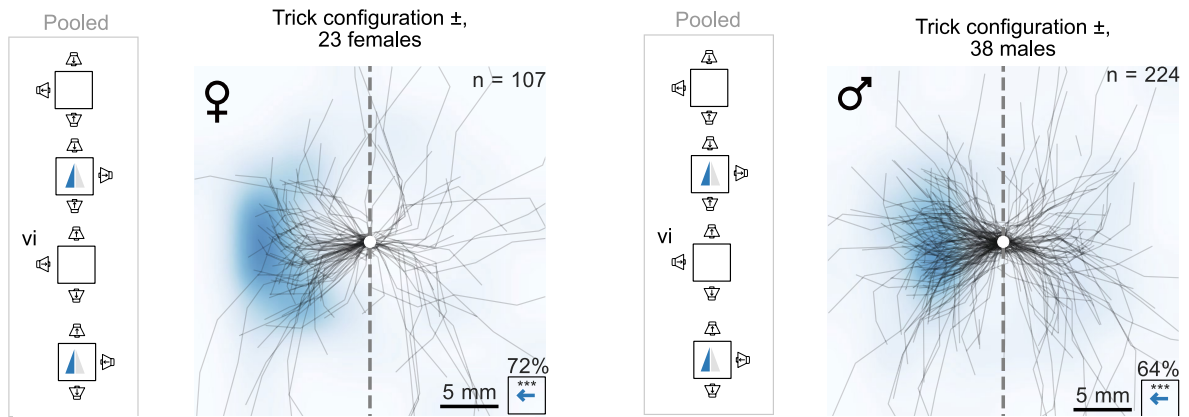 Pooled
Trick configuration ±,
23 females
n = 107
vi
72%
***
5 mm
Pooled
Trick configuration ±,
38 males
n = 224
vi
64%
***
5 mm